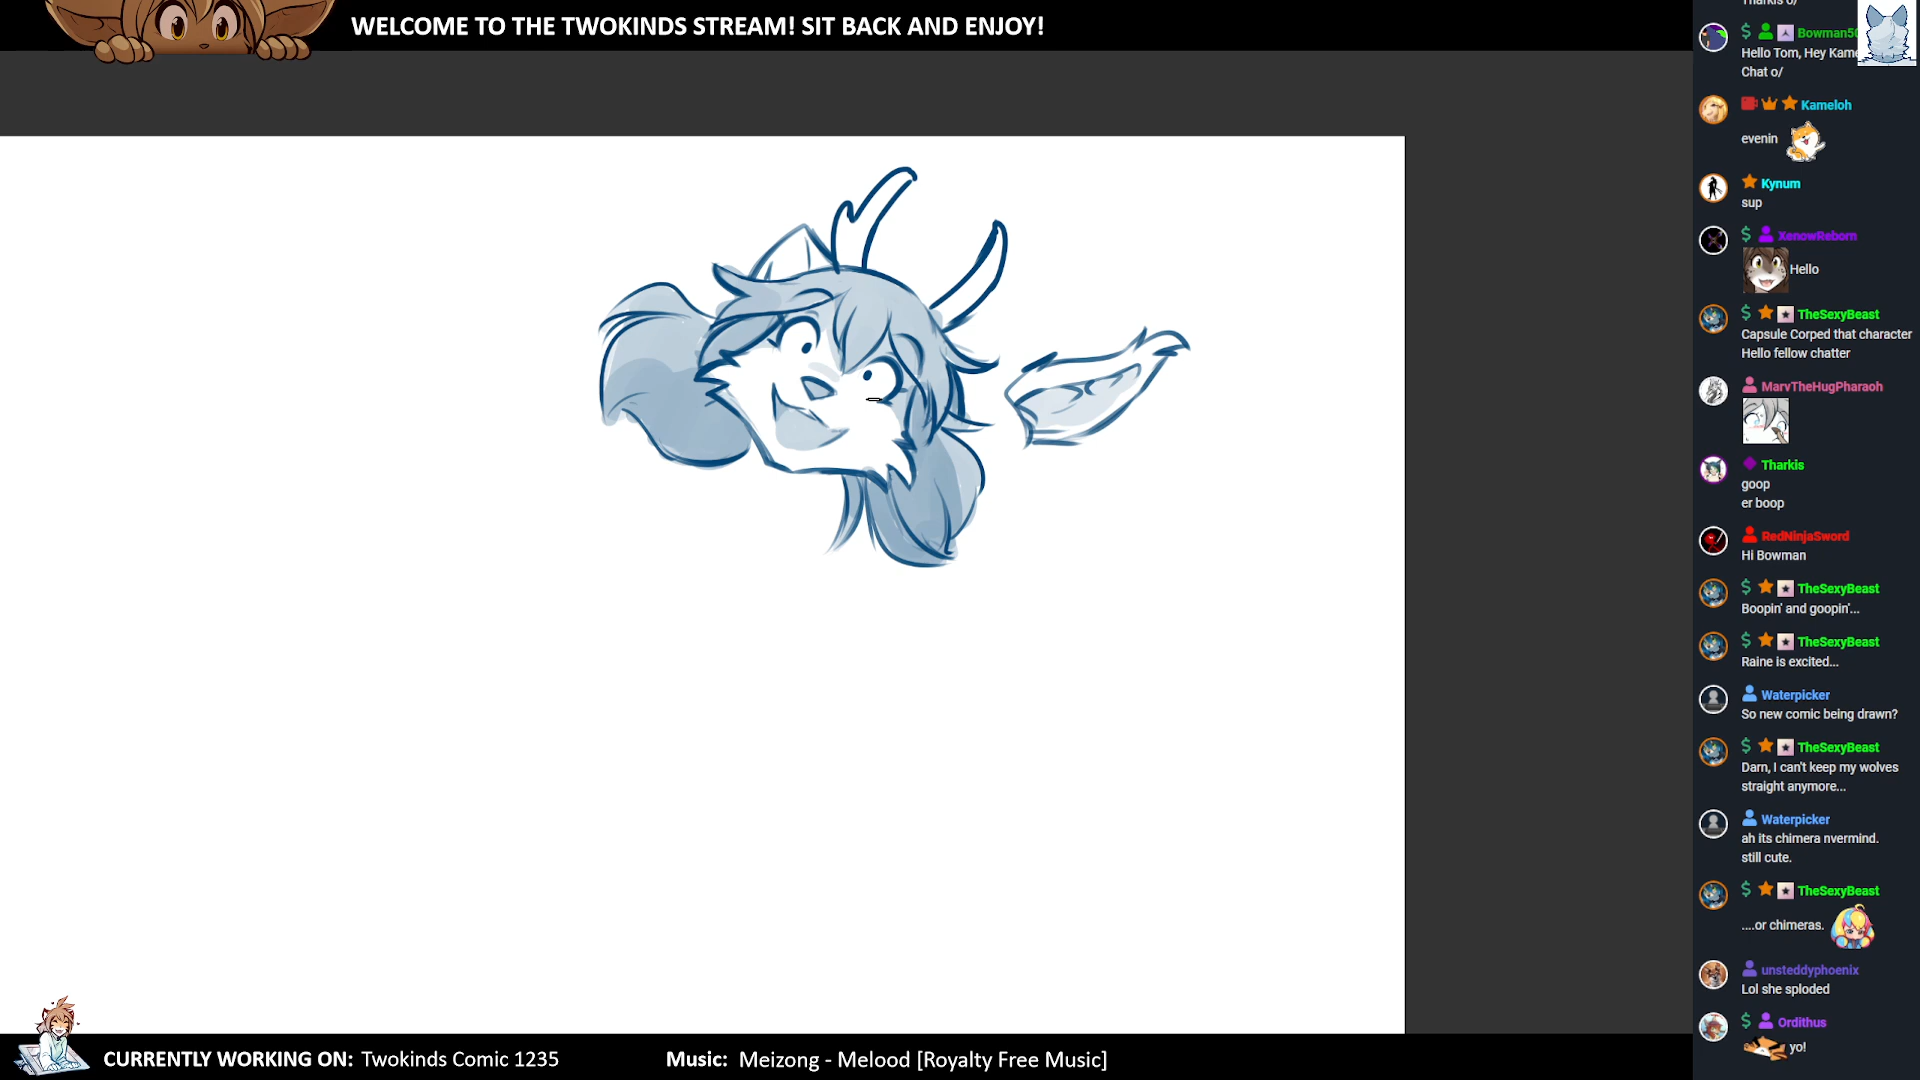 WELCOME TO THE TWOKINDS STREAM! SIT BACK AND ENJOY!
Tharkis o/
Hello Tom, Hey Kame
Chat o/
Kameloh
evenin
Kynum
sup
XenowReborn
Hello
TheSexyBeast
Capsule Corped that character
Hello fellow chatter
MarvTheHugPharaoh
Tharkis
goop
er boop
RedNinjaSword
Hi Bowman
TheSexyBeast
Boopin' and goopin'...
TheSexyBeast
Raine is excited...
Waterpicker
So new comic being drawn?
TheSexyBeast
Darn, I can't keep my wolves
straight anymore...
Waterpicker
ah its chimera nvermind.
still cute.
TheSexyBeast
....or chimeras.
unsteddyphoenix
Lol she sploded
Ordithus
yo!
CURRENTLY WORKING ON: Twokinds Comic 1235
Music: Meizong - Melood [Royalty Free Music]